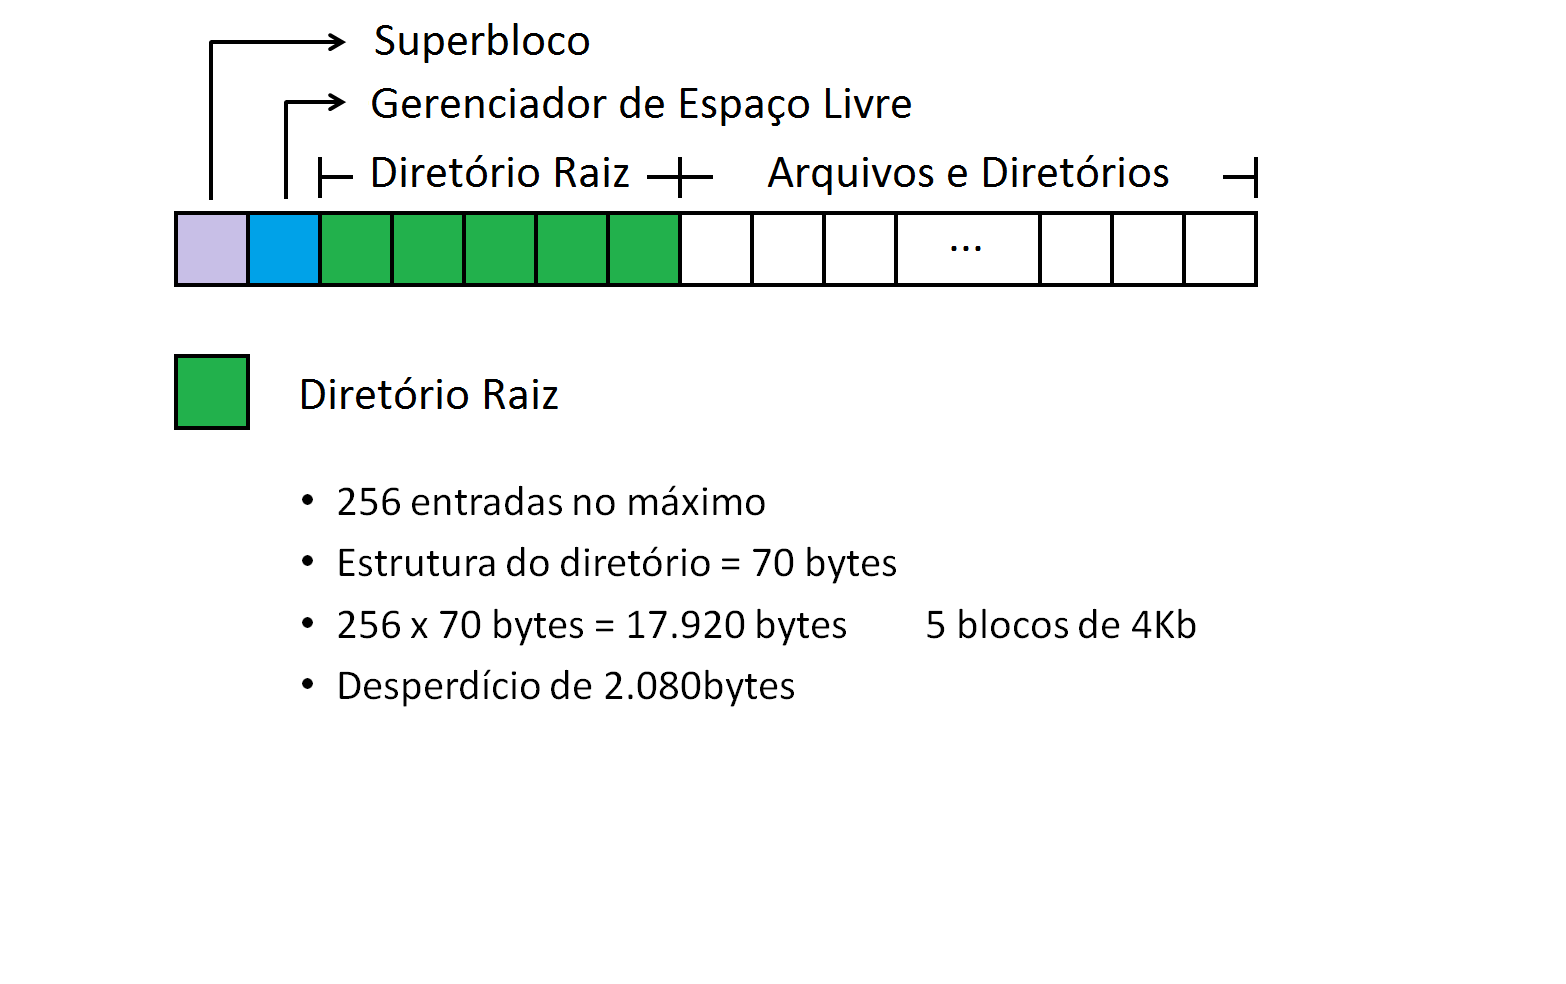 Superbloco
Gerenciador de Espaço Livre
Diretório Raiz Arquivos e Diretórios
...
Diretório Raiz
• 256 entradas no máximo
• Estrutura do diretório = 70 bytes
• 256 x 70 bytes = 17.920 bytes 5 blocos de 4Kb
• Desperdício de 2.080bytes